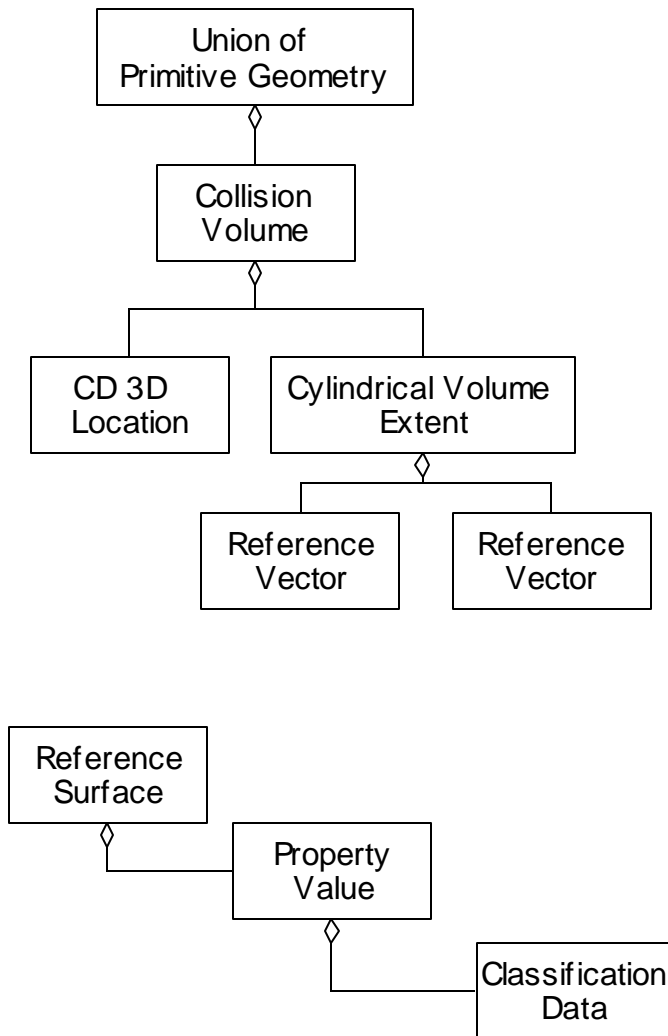 Union of
Primitive Geometry
Collision
Volume
CD 3D
Location
Cylindrical Volume
Extent
Reference
Vector
Reference
Vector
Reference
Surface
Property
Value
Classification
Data